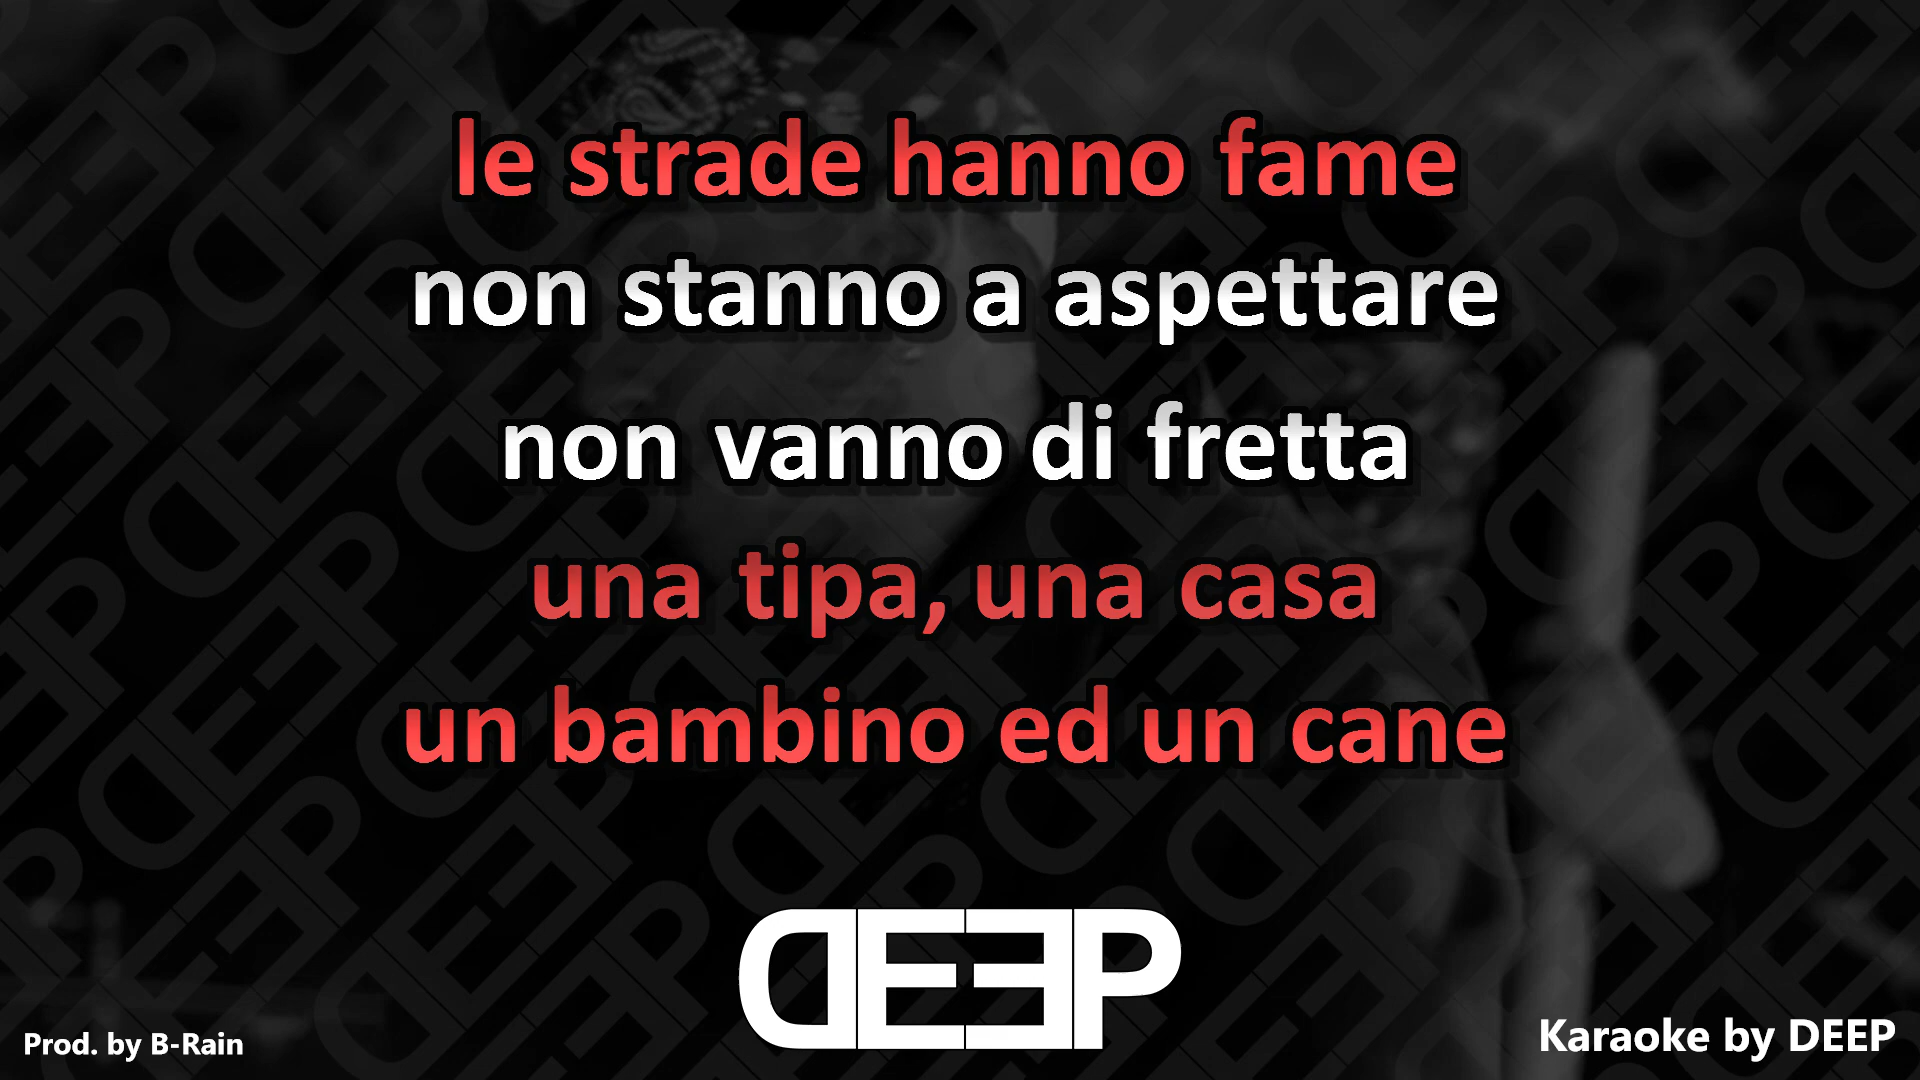 le strade hanno fame
non stanno a aspettare
non vanno di fretta
una tipa, una casa
un bambino ed un cane
DEEP
Prod. by B-Rain
Karaoke by DEEP